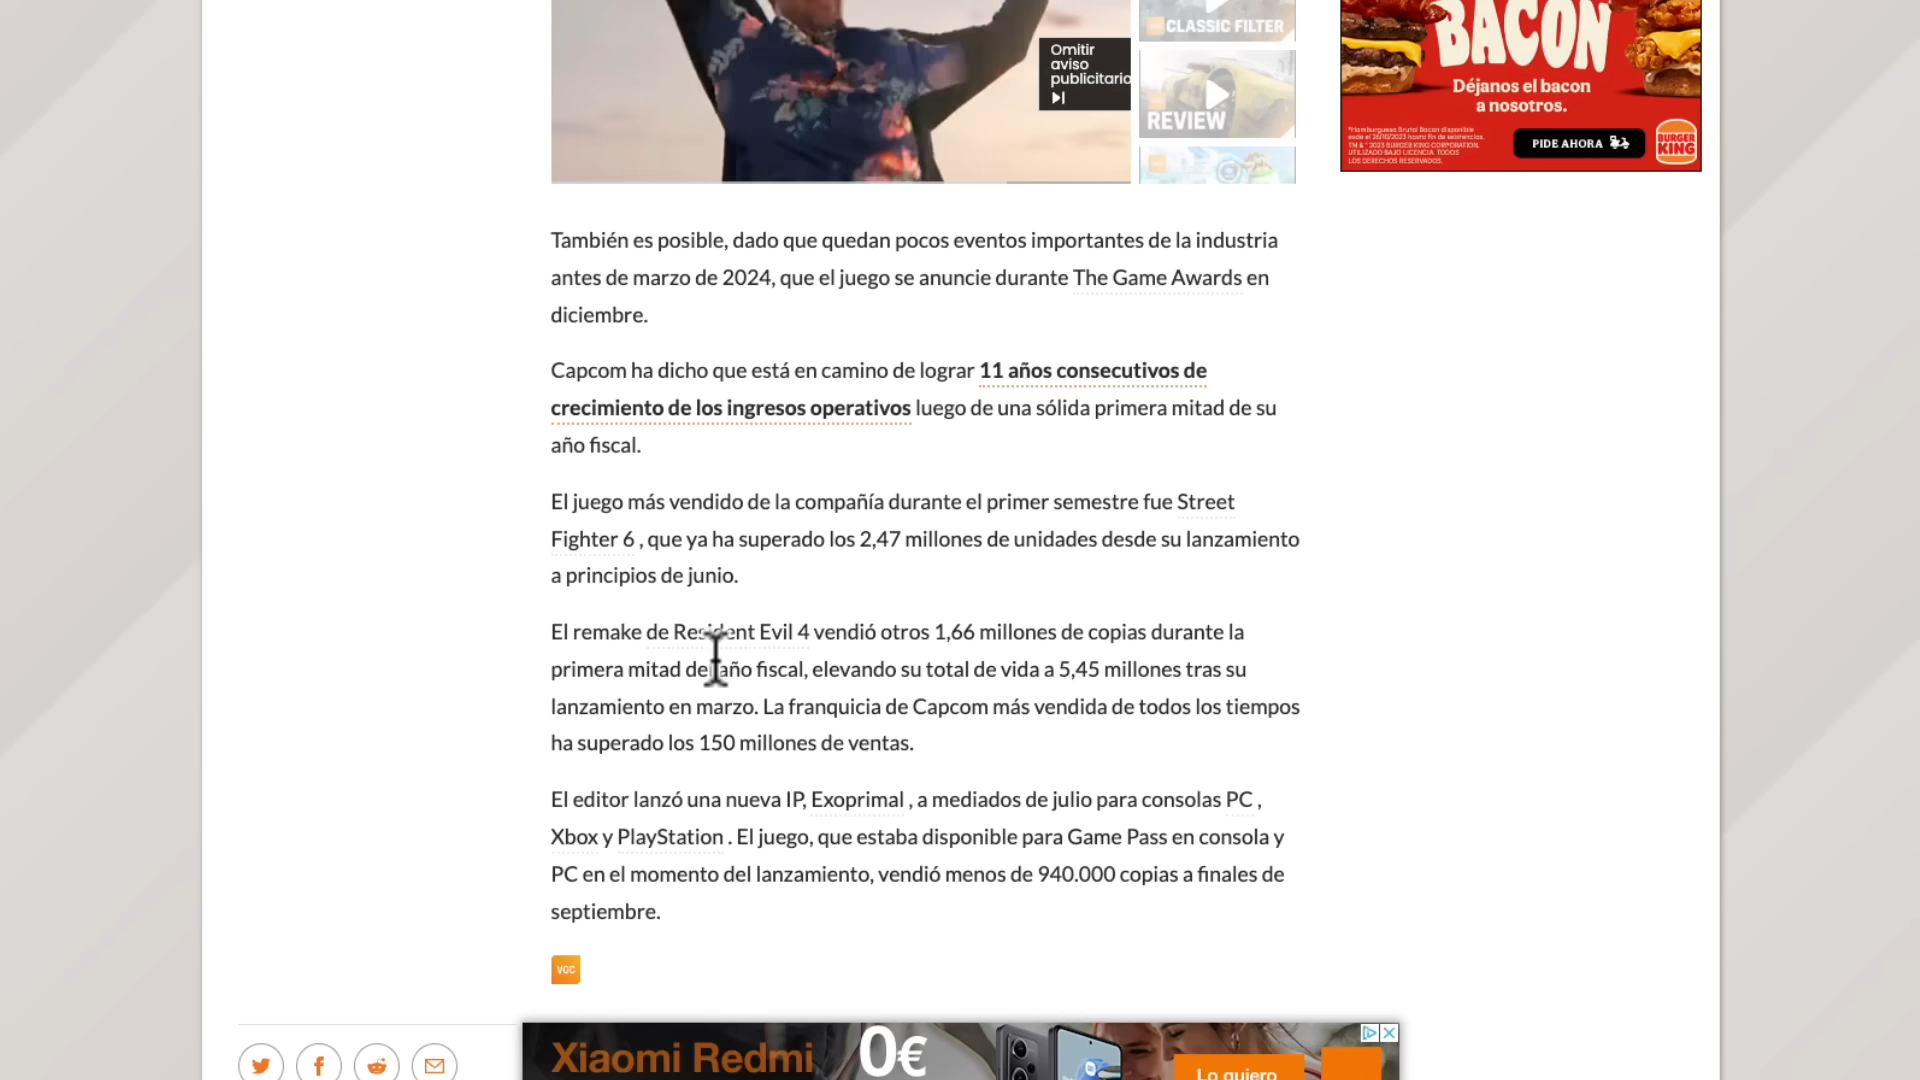 CLASSIC FILTER
Omitir
aviso
publicitario
REVIEW
BACON
Déjanos el bacon
a nosotros.
*Hamburguesa Brutal Bacon disponible
TM & © 2023 BURGER KING CORPORATION.
UTILIZADO BAJO LICENCIA. TODOS
LOS DERECHOS RESERVADOS.
PIDE AHORA
BURGER
KING
También es posible, dado que quedan pocos eventos importantes de la industria
antes de marzo de 2024, que el juego se anuncie durante The Game Awards en
diciembre.
Capcom ha dicho que está en camino de lograr 11 años consecutivos de
crecimiento de los ingresos operativos luego de una sólida primera mitad de su
año fiscal.
El juego más vendido de la compañía durante el primer semestre fue Street
Fighter 6 , que ya ha superado los 2,47 millones de unidades desde su lanzamiento
a principios de junio.
El remake de Resident Evil 4 vendió otros 1,66 millones de copias durante la
primera mitad del año fiscal, elevando su total de vida a 5,45 millones tras su
lanzamiento en marzo. La franquicia de Capcom más vendida de todos los tiempos
ha superado los 150 millones de ventas.
El editor lanzó una nueva IP, Exoprimal , a mediados de julio para consolas PC ,
Xbox y PlayStation . El juego, que estaba disponible para Game Pass en consola y
PC en el momento del lanzamiento, vendió menos de 940.000 copias a finales de
septiembre.
VGC
Xiaomi Redmi
0€
Lo quiero